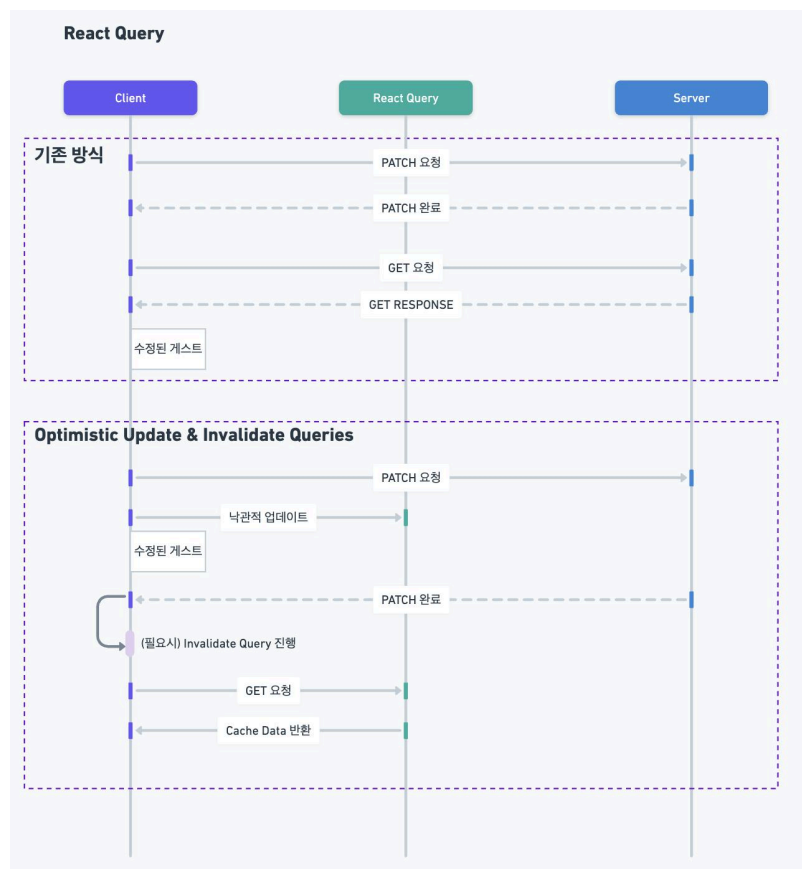 React Query
Client
React Query
Server
기존 방식
PATCH 요청
PATCH 완료
GET 요청
GET RESPONSE
수정된 게스트
Optimistic Update & Invalidate Queries
PATCH 요청
낙관적 업데이트
수정된 게스트
PATCH 완료
(필요시) Invalidate Query 진행
GET 요청
Cache Data 반환